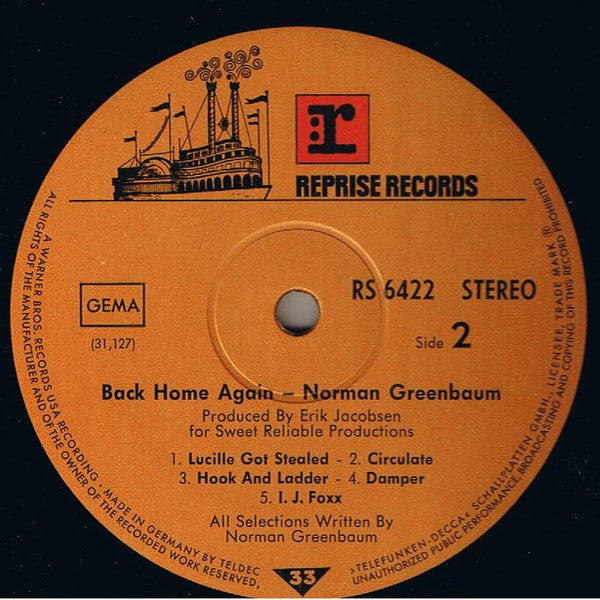 :r
REPRISE RECORDS
GEMA
(31,127)
RS 6422 STEREO
Side 2
Back Home Again – Norman Greenbaum
Produced By Erik Jacobsen
for Sweet Reliable Productions
1. Lucille Got Stealed - 2. Circulate
3. Hook And Ladder - 4. Damper
5. I. J. Foxx
All Selections Written By
Norman Greenbaum
33
A WARNER BROS. RECORDS USA RECORDING · MADE IN GERMANY BY TELDEC
ALL RIGHTS OF THE MANUFACTURER AND OF THE OWNER OF THE RECORDED WORK RESERVED,
»TELEFUNKEN-DECCA« SCHALLPLATTEN GMBH., LICENSEE, TRADE MARK ®
UNAUTHORIZED PUBLIC PERFORMANCE, BROADCASTING AND COPYING OF THIS RECORD PROHIBITED